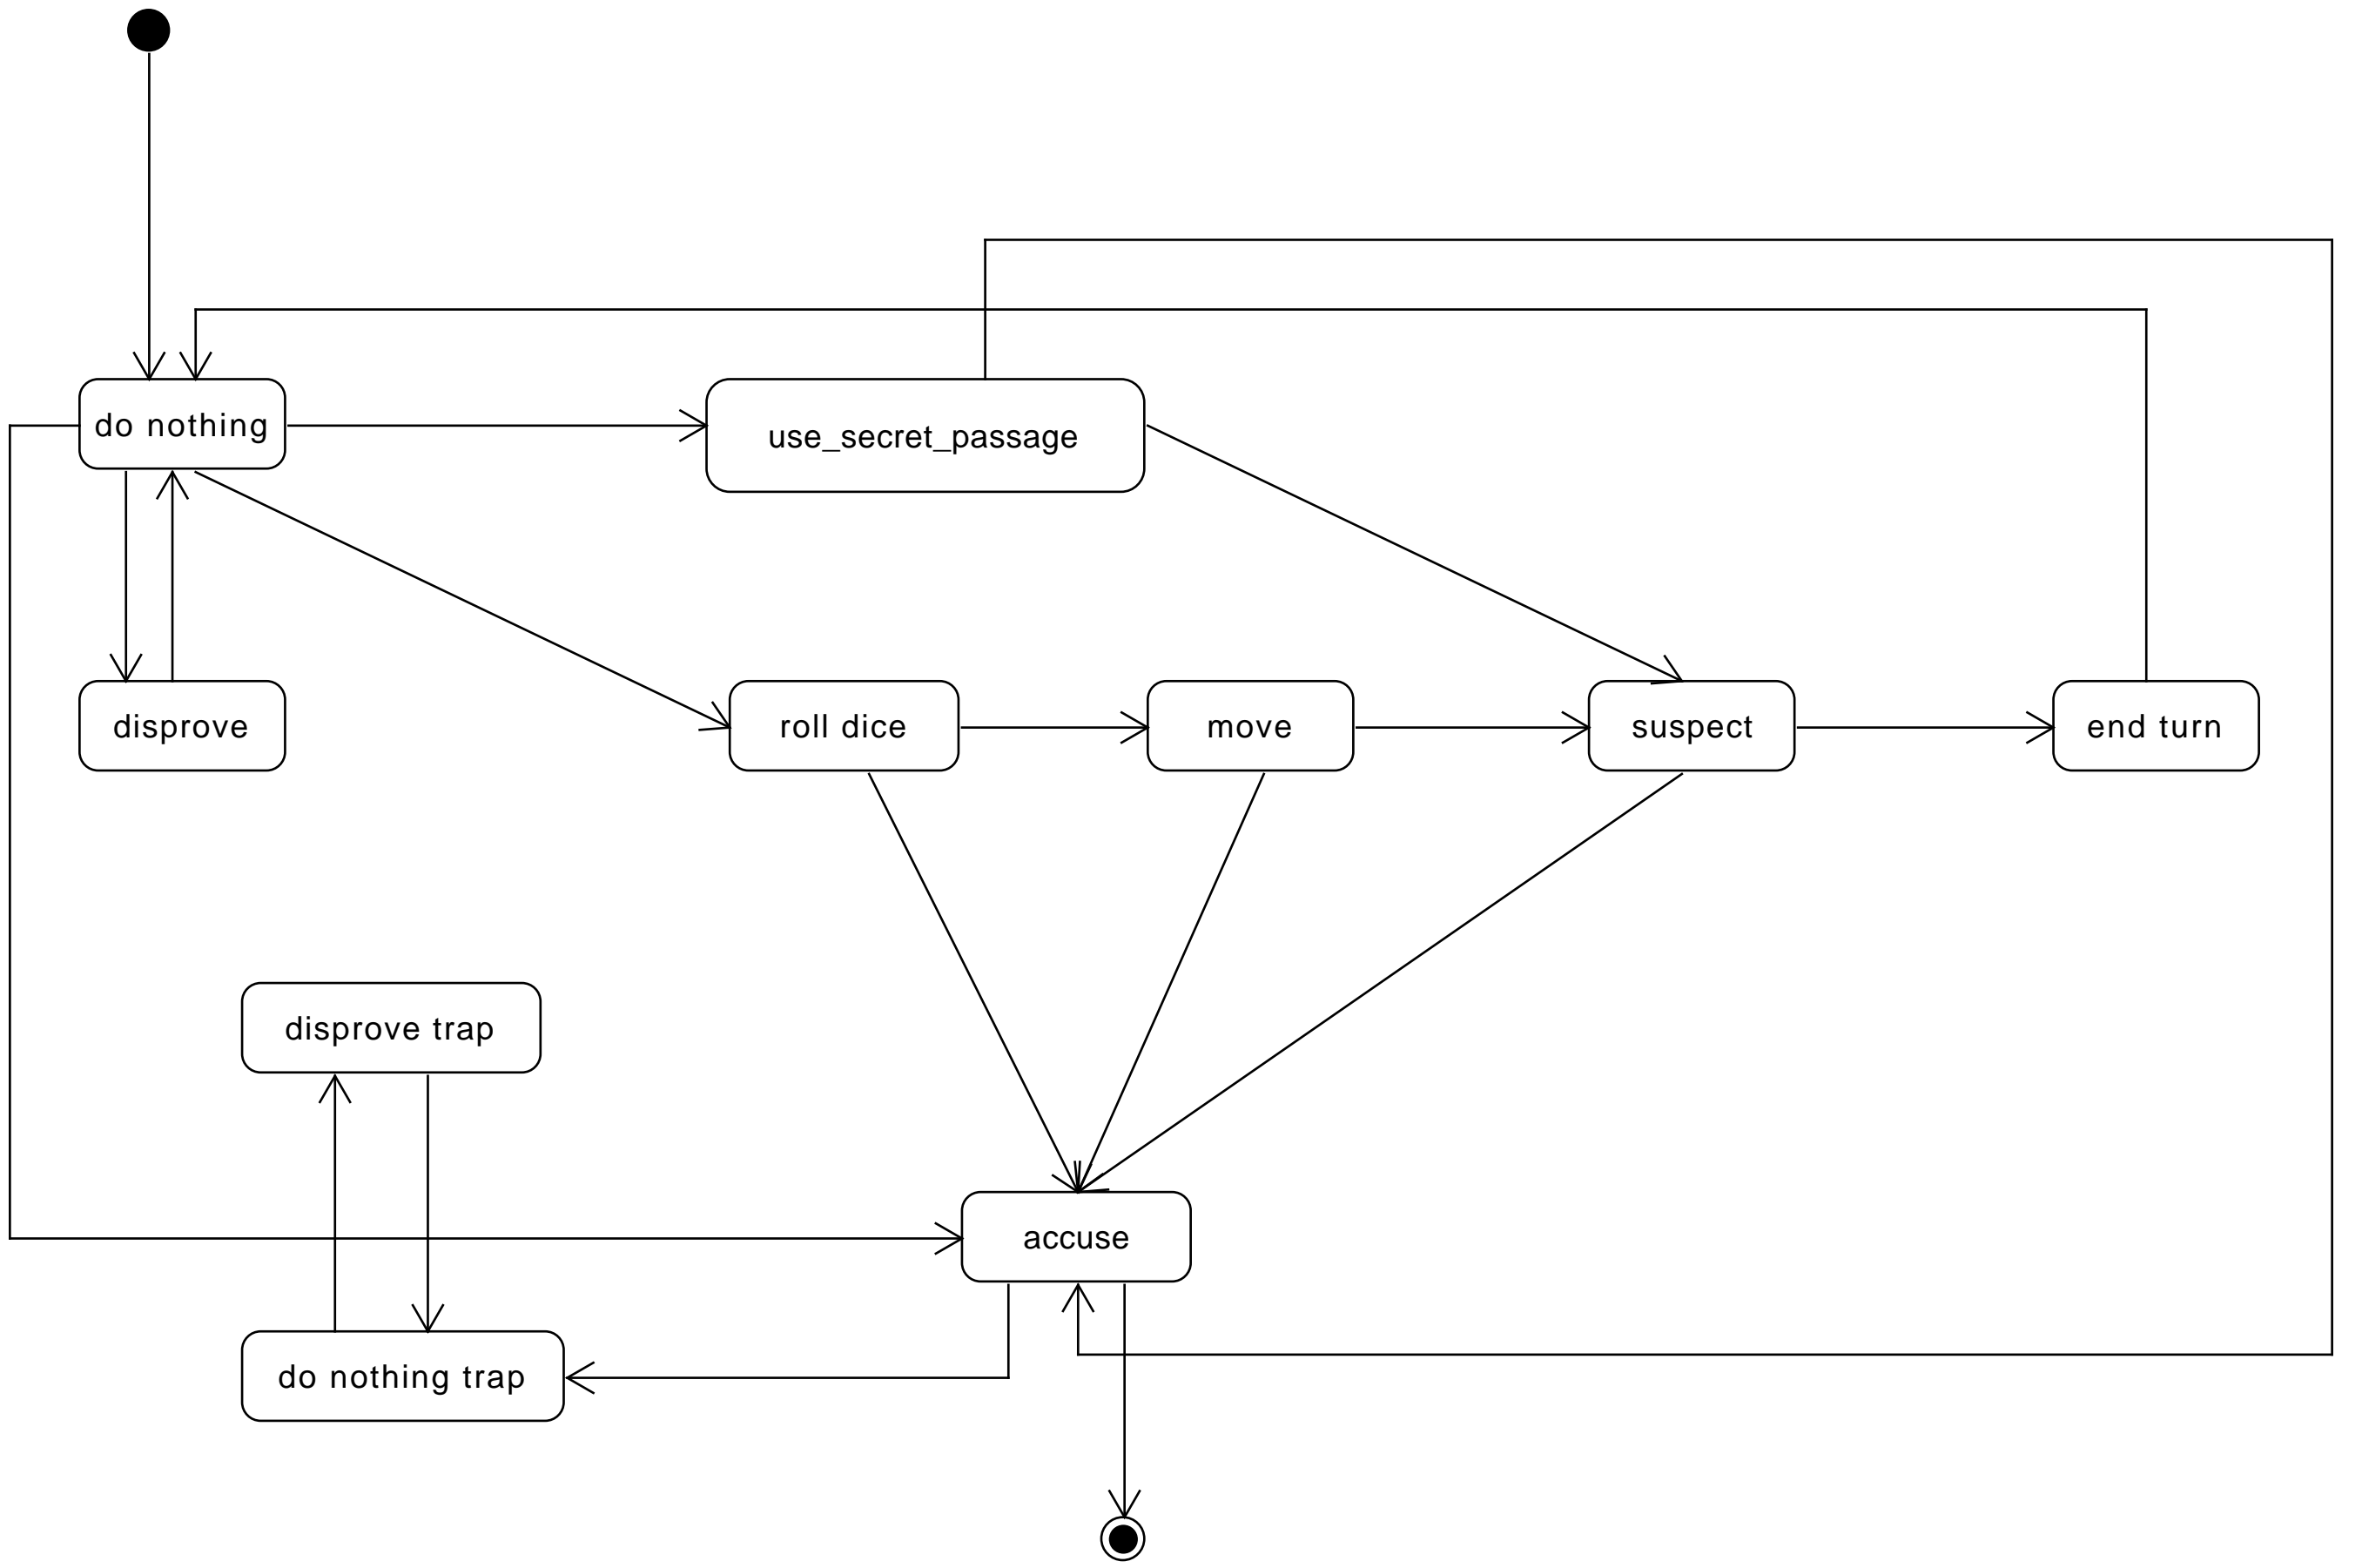 do nothing
use_secret_passage
disprove
roll dice
move
suspect
end turn
disprove trap
accuse
do nothing trap